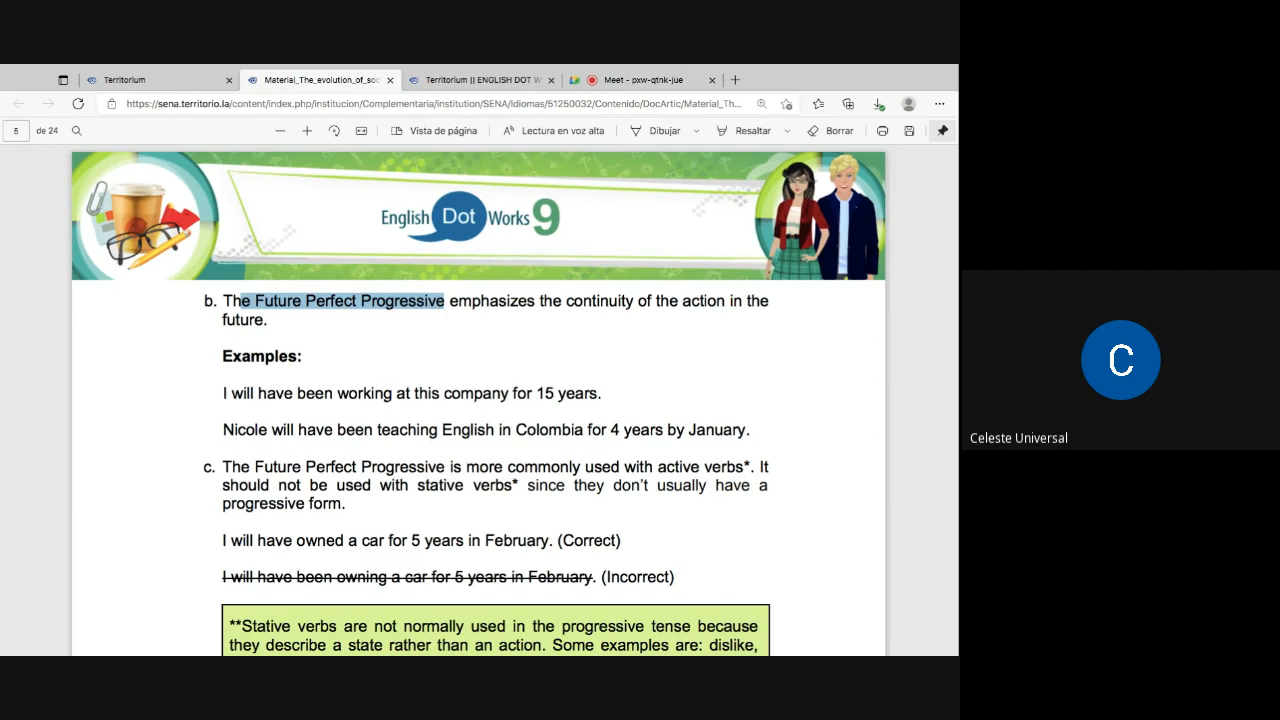 Territorium
Material_The_evolution_of_soc
Territorium || ENGLISH DOT W
Meet - pxw-qtnk-jue
https://sena.territorio.la/content/index.php/institucion/Complementaria/institution/SENA/Idiomas/51250032/Contenido/DocArtic/Material_Th...
5 de 24
Vista de página
Lectura en voz alta
Dibujar
Resaltar
Borrar
English Dot Works 9
b. The Future Perfect Progressive emphasizes the continuity of the action in the
future.
Examples:
I will have been working at this company for 15 years.
Nicole will have been teaching English in Colombia for 4 years by January.
c. The Future Perfect Progressive is more commonly used with active verbs*. It
should not be used with stative verbs* since they don't usually have a
progressive form.
I will have owned a car for 5 years in February. (Correct)
I will have been owning a car for 5 years in February. (Incorrect)
**Stative verbs are not normally used in the progressive tense because
they describe a state rather than an action. Some examples are: dislike,
C
Celeste Universal